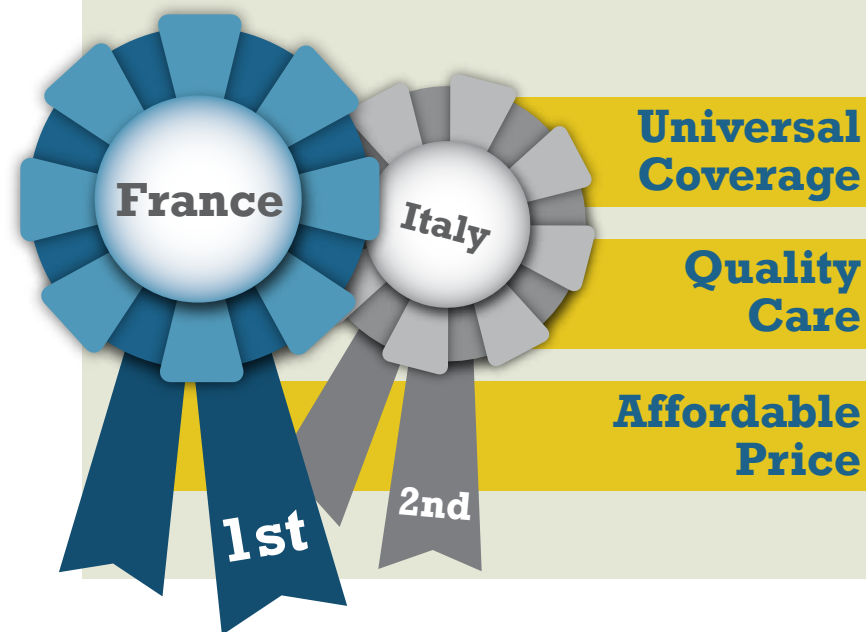 France
1st
Italy
2nd
Universal
Coverage
Quality
Care
Affordable
Price